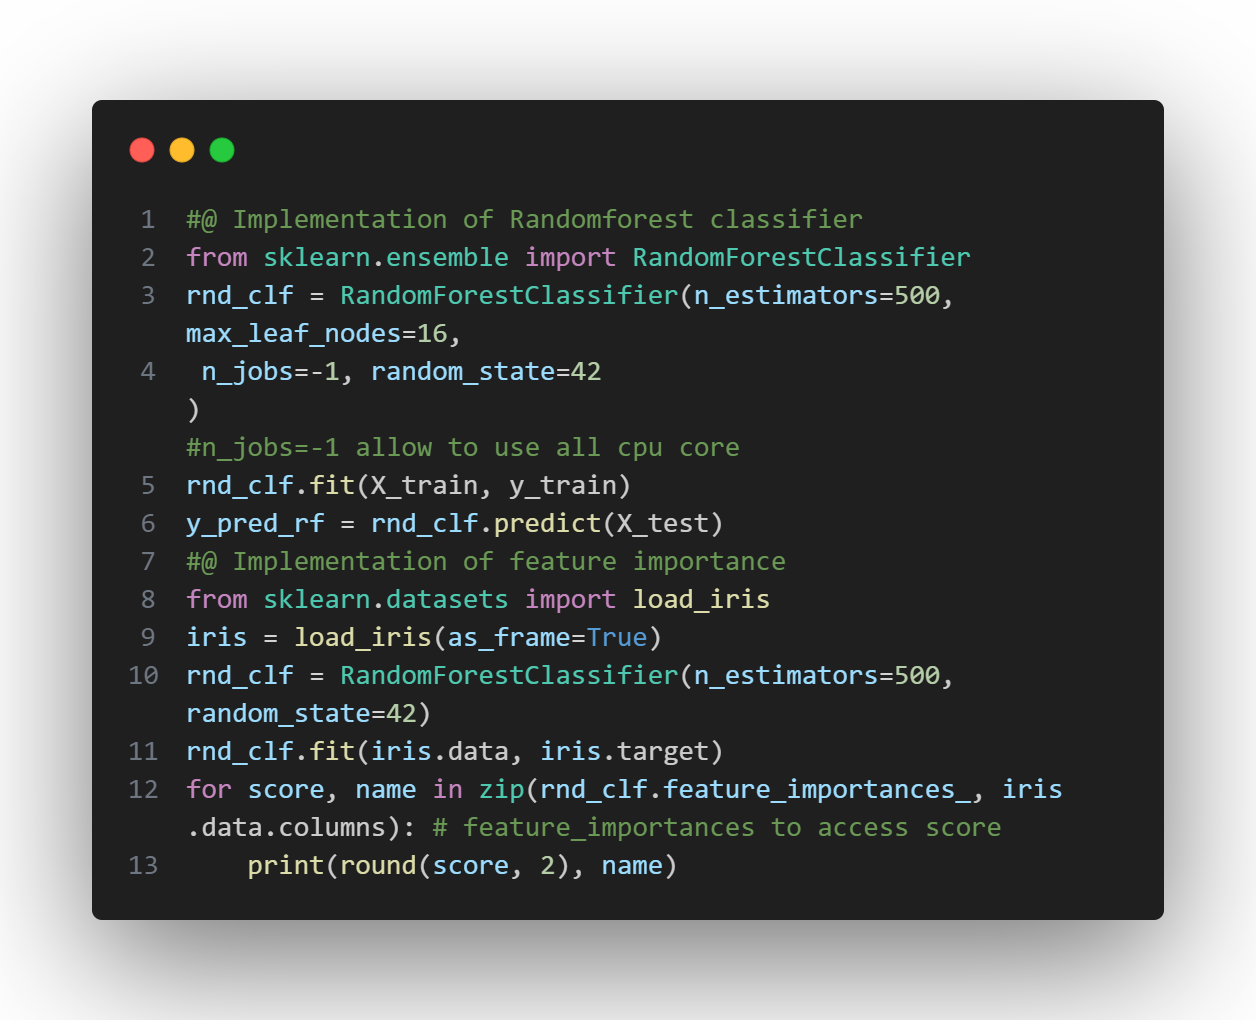 1 #@ Implementation of Randomforest classifier
2 from sklearn.ensemble import RandomForestClassifier
3 rnd_clf = RandomForestClassifier(n_estimators=500,
max_leaf_nodes=16,
4  n_jobs=-1, random_state=42
)
#n_jobs=-1 allow to use all cpu core
5 rnd_clf.fit(X_train, y_train)
6 y_pred_rf = rnd_clf.predict(X_test)
7 #@ Implementation of feature importance
8 from sklearn.datasets import load_iris
9 iris = load_iris(as_frame=True)
10 rnd_clf = RandomForestClassifier(n_estimators=500,
random_state=42)
11 rnd_clf.fit(iris.data, iris.target)
12 for score, name in zip(rnd_clf.feature_importances_, iris
.data.columns): # feature_importances to access score
13     print(round(score, 2), name)